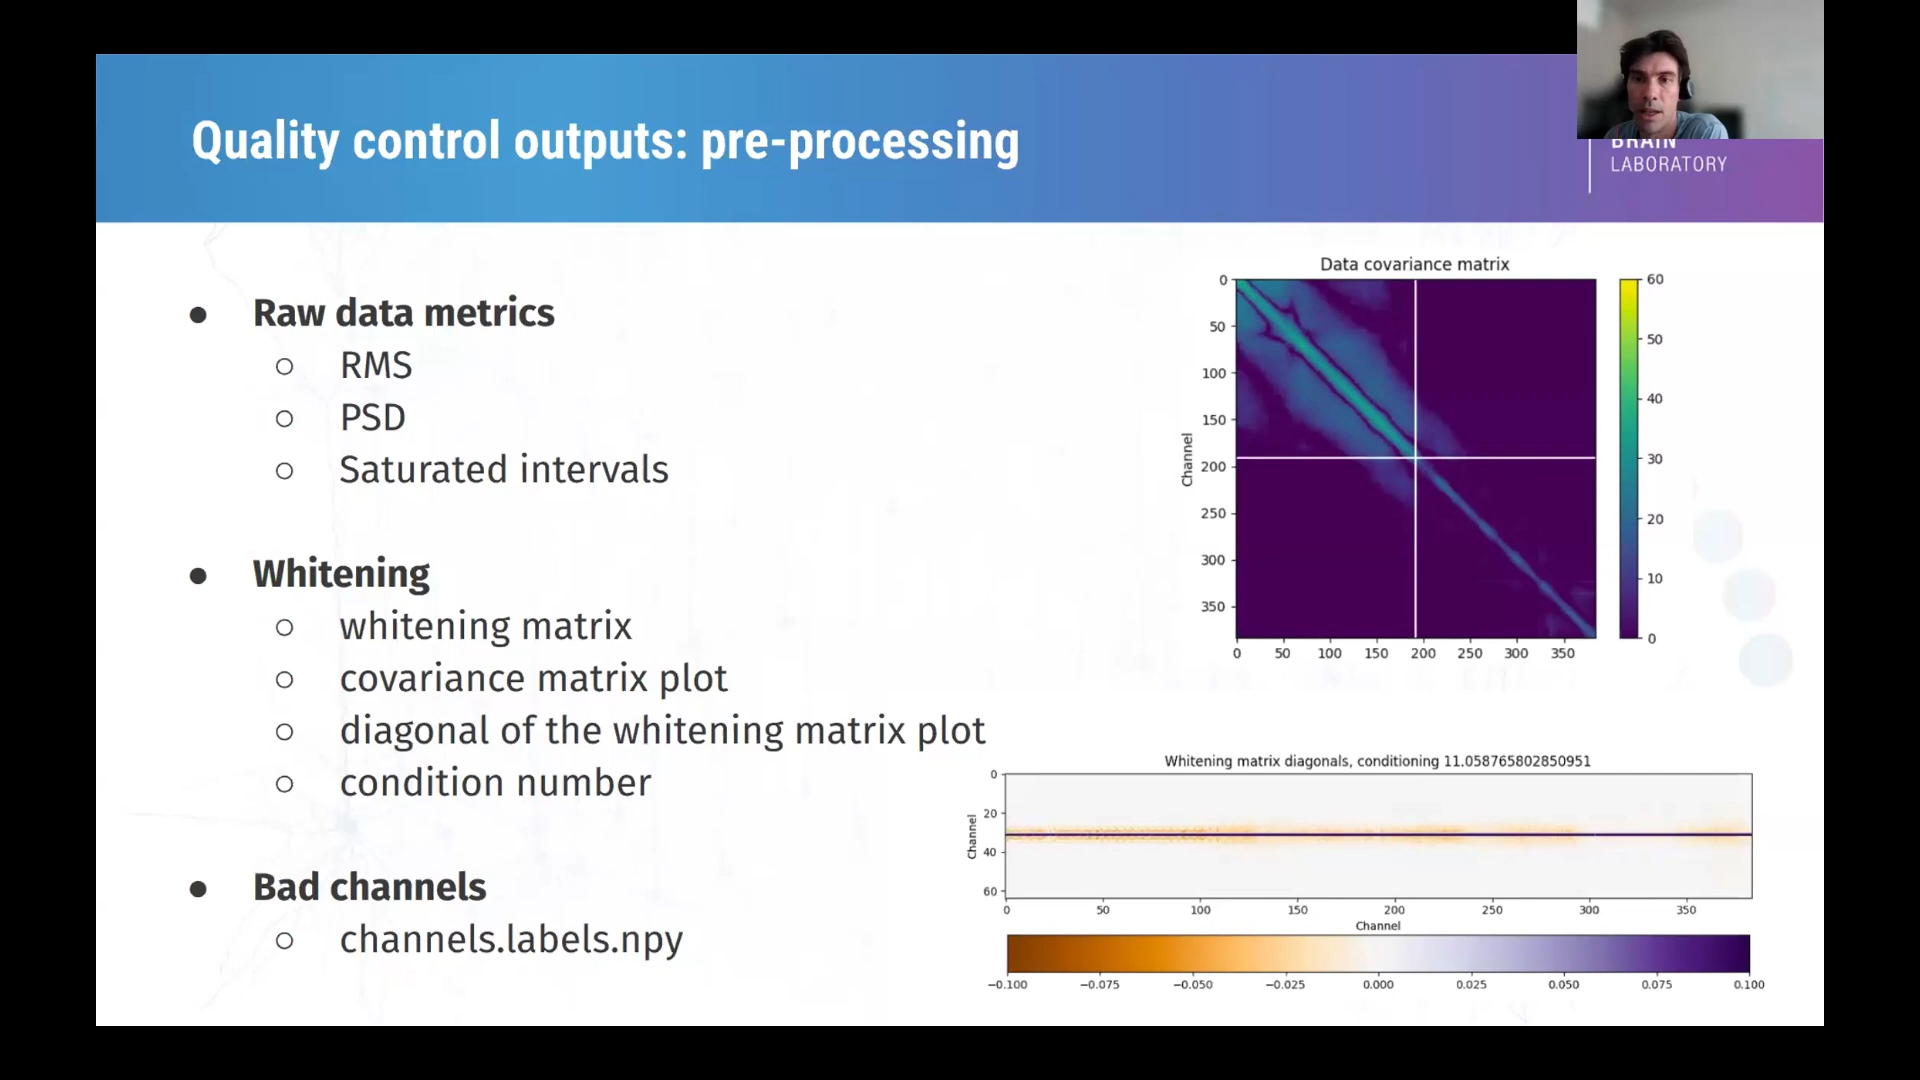 Quality control outputs: pre-processing
BRAIN
LABORATORY
● Raw data metrics
○ RMS
○ PSD
○ Saturated intervals
● Whitening
○ whitening matrix
○ covariance matrix plot
○ diagonal of the whitening matrix plot
○ condition number
● Bad channels
○ channels.labels.npy
Data covariance matrix
0
50
100
150
200
250
300
350
Channel
0 50 100 150 200 250 300 350
60
50
40
30
20
10
0
Whitening matrix diagonals, conditioning 11.058765802850951
0
20
40
60
Channel
0 50 100 150 200 250 300 350
Channel
−0.100 −0.075 −0.050 −0.025 0.000 0.025 0.050 0.075 0.100